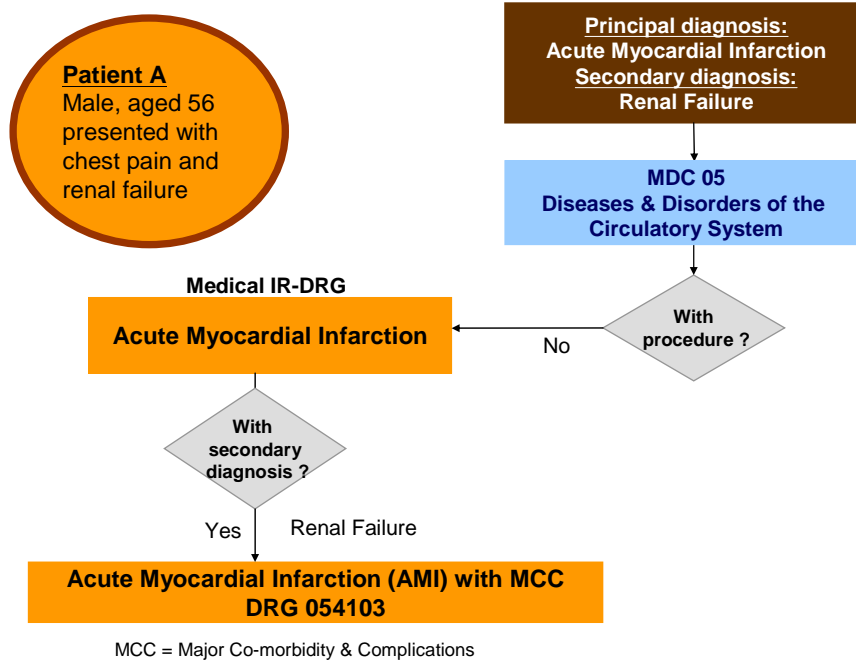 Patient A
Male, aged 56
presented with
chest pain and
renal failure
Principal diagnosis:
Acute Myocardial Infarction
Secondary diagnosis:
Renal Failure
MDC 05
Diseases & Disorders of the
Circulatory System
With
procedure ?
No
Medical IR-DRG
Acute Myocardial Infarction
With
secondary
diagnosis ?
Yes
Renal Failure
Acute Myocardial Infarction (AMI) with MCC
DRG 054103
MCC = Major Co-morbidity & Complications